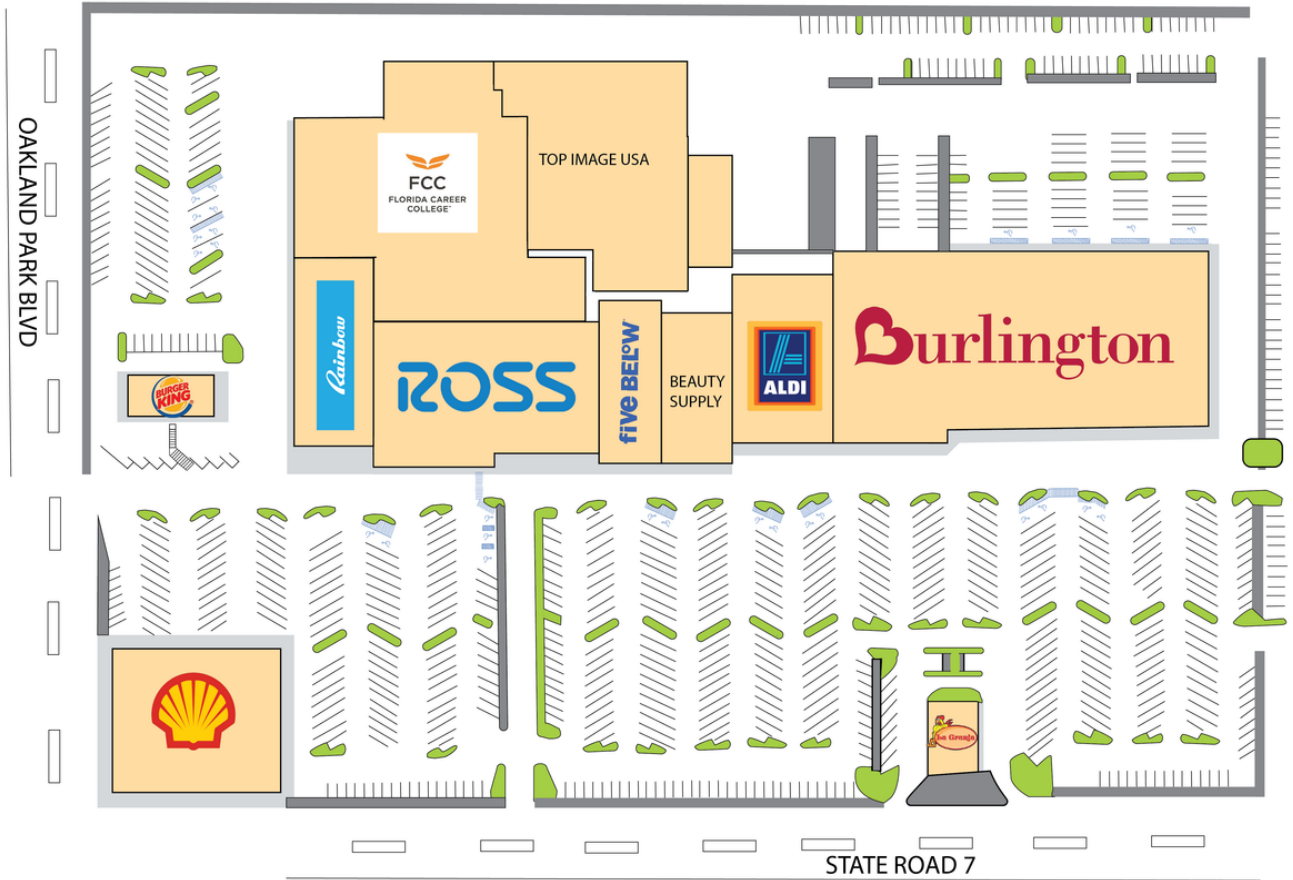 OAKLAND PARK BLVD
FCC
FLORIDA CAREER
COLLEGE
TOP IMAGE USA
Rainbow
ROSS
five BELOW
BEAUTY
SUPPLY
ALDI
Burlington
BURGER
KING
La Granja
STATE ROAD 7